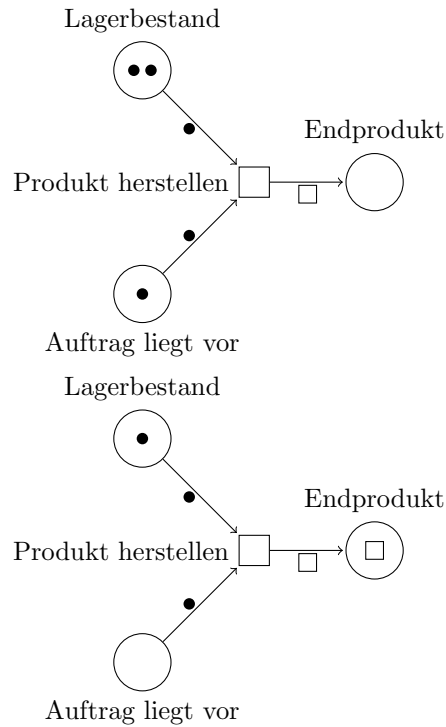 Lagerbestand
Endprodukt
Produkt herstellen
Auftrag liegt vor
Lagerbestand
Endprodukt
Produkt herstellen
Auftrag liegt vor